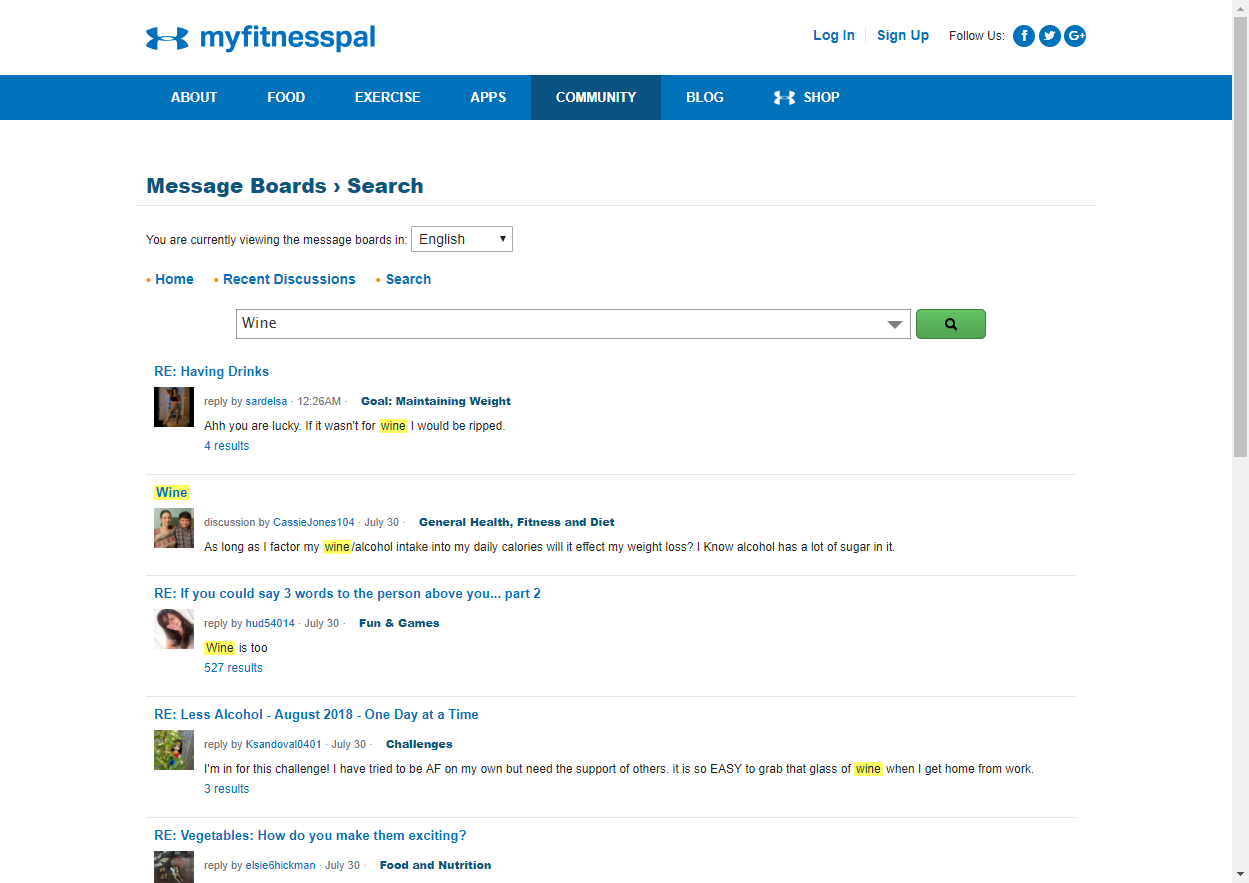 myfitnesspal
Log In Sign Up Follow Us: f G+
ABOUT FOOD EXERCISE APPS COMMUNITY BLOG SHOP
Message Boards › Search
You are currently viewing the message boards in: English
• Home • Recent Discussions • Search
Wine
RE: Having Drinks
reply by sardelsa · 12:26AM · Goal: Maintaining Weight
Ahh you are lucky. If it wasn't for wine I would be ripped.
4 results
Wine
discussion by CassieJones104 · July 30 · General Health, Fitness and Diet
As long as I factor my wine/alcohol intake into my daily calories will it effect my weight loss? I Know alcohol has a lot of sugar in it.
RE: If you could say 3 words to the person above you... part 2
reply by hud54014 · July 30 · Fun & Games
Wine is too
527 results
RE: Less Alcohol - August 2018 - One Day at a Time
reply by Ksandoval0401 · July 30 · Challenges
I'm in for this challenge! I have tried to be AF on my own but need the support of others. it is so EASY to grab that glass of wine when I get home from work.
3 results
RE: Vegetables: How do you make them exciting?
reply by elsie6hickman · July 30 · Food and Nutrition